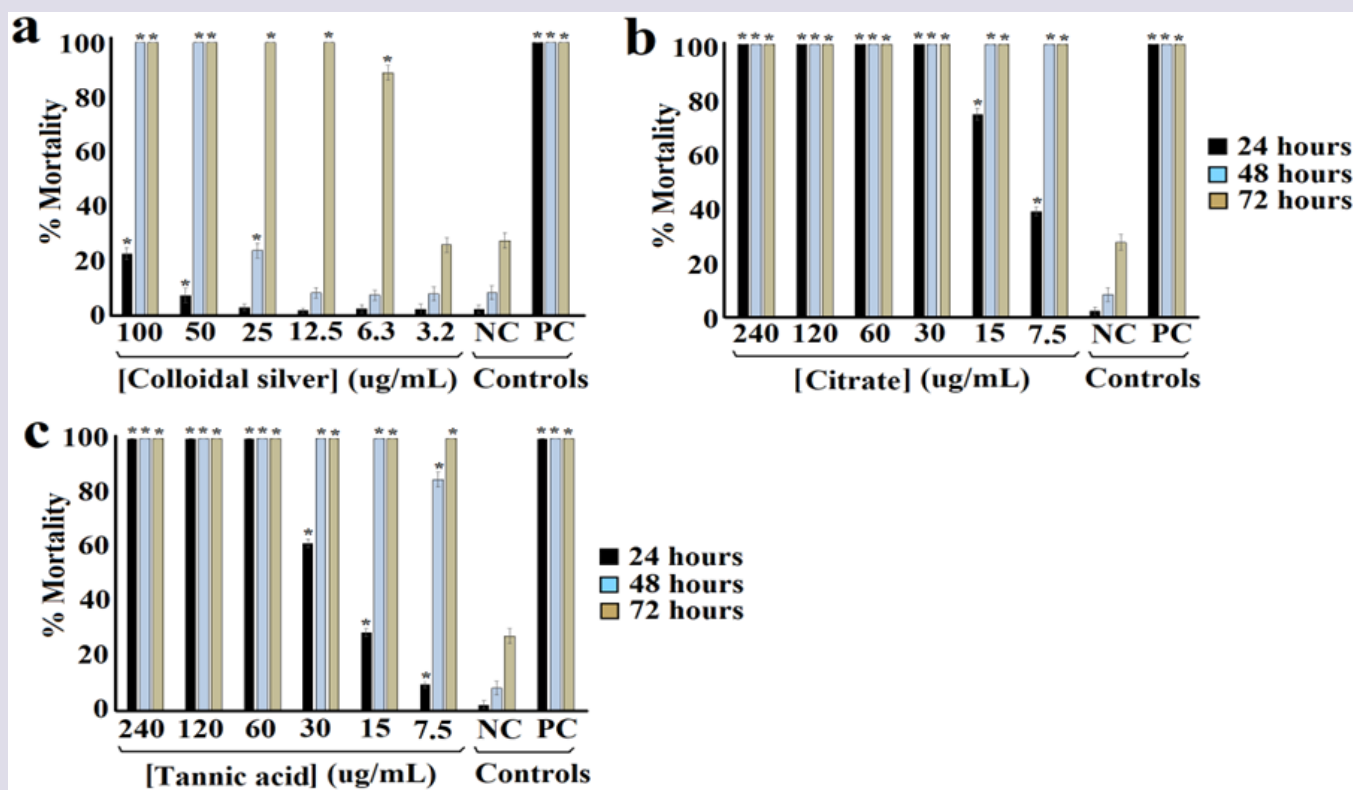 a
% Mortality
100
80
60
40
20
0
* * * * * * * * * * * * *
100 50 25 12.5 6.3 3.2 NC PC
[Colloidal silver] (ug/mL) Controls
b
% Mortality
100
80
60
40
20
0
* * * * * * * * * * * * * * * * * * * * *
240 120 60 30 15 7.5 NC PC
[Citrate] (ug/mL) Controls
24 hours
48 hours
72 hours
c
% Mortality
100
80
60
40
20
0
* * * * * * * * * * * * * * * * * * * * *
240 120 60 30 15 7.5 NC PC
[Tannic acid] (ug/mL) Controls
24 hours
48 hours
72 hours